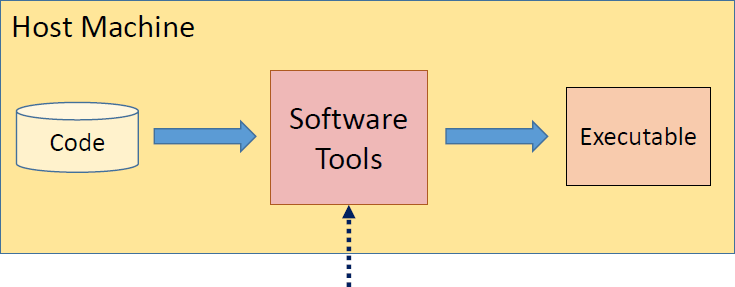 Host Machine
Code
Software
Tools
Executable